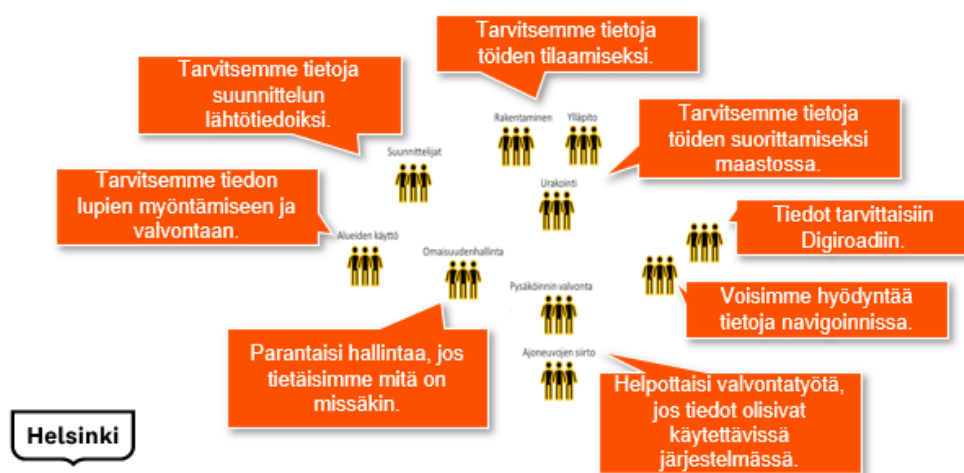 Tarvitsemme tietoja
töiden tilaamiseksi.
Tarvitsemme tietoja
suunnittelun
lähtötiedoiksi.
Rakentaminen
Ylläpito
Tarvitsemme tietoja
töiden suorittamiseksi
maastossa.
Suunnittelijat
Urakointi
Tarvitsemme tiedon
lupien myöntämiseen ja
valvontaan.
Tiedot tarvittaisiin
Digiroadiin.
Alueiden käyttö
Omaisuudenhallinta
Pysäköinnin valvonta
Voisimme hyödyntää
tietoja navigoinnissa.
Parantaisi hallintaa, jos
tietäisimme mitä on
missäkin.
Ajoneuvojen siirto
Helpottaisi valvontatyötä,
jos tiedot olisivat
käytettävissä
järjestelmässä.
Helsinki